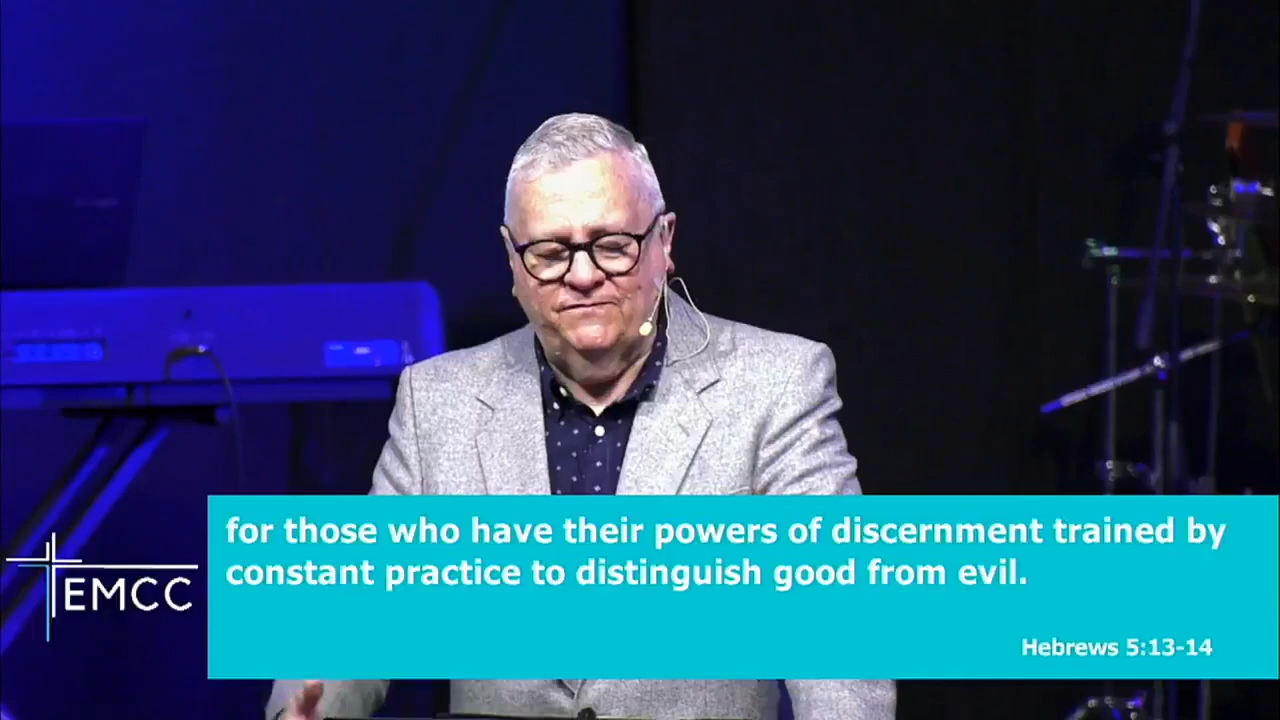 for those who have their powers of discernment trained by
constant practice to distinguish good from evil.
EMCC
Hebrews 5:13-14